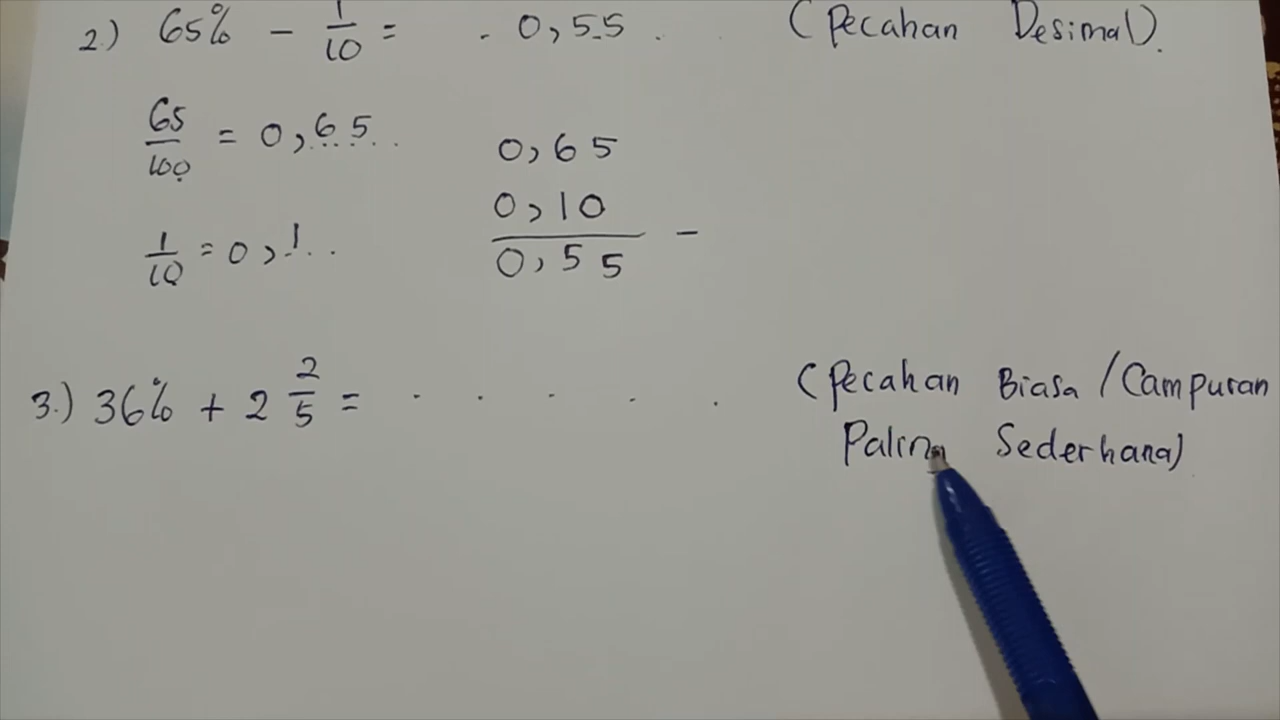 2.) 65% - 1/10 = . 0,55 . . (Pecahan Desimal).
65/100 = 0,65 . 0,65
1/10 = 0,1 . . 0,10
0,55 -
3.) 36% + 2 2/5 = . . . . . (Pecahan Biasa / Campuran
Paling Sederhana)